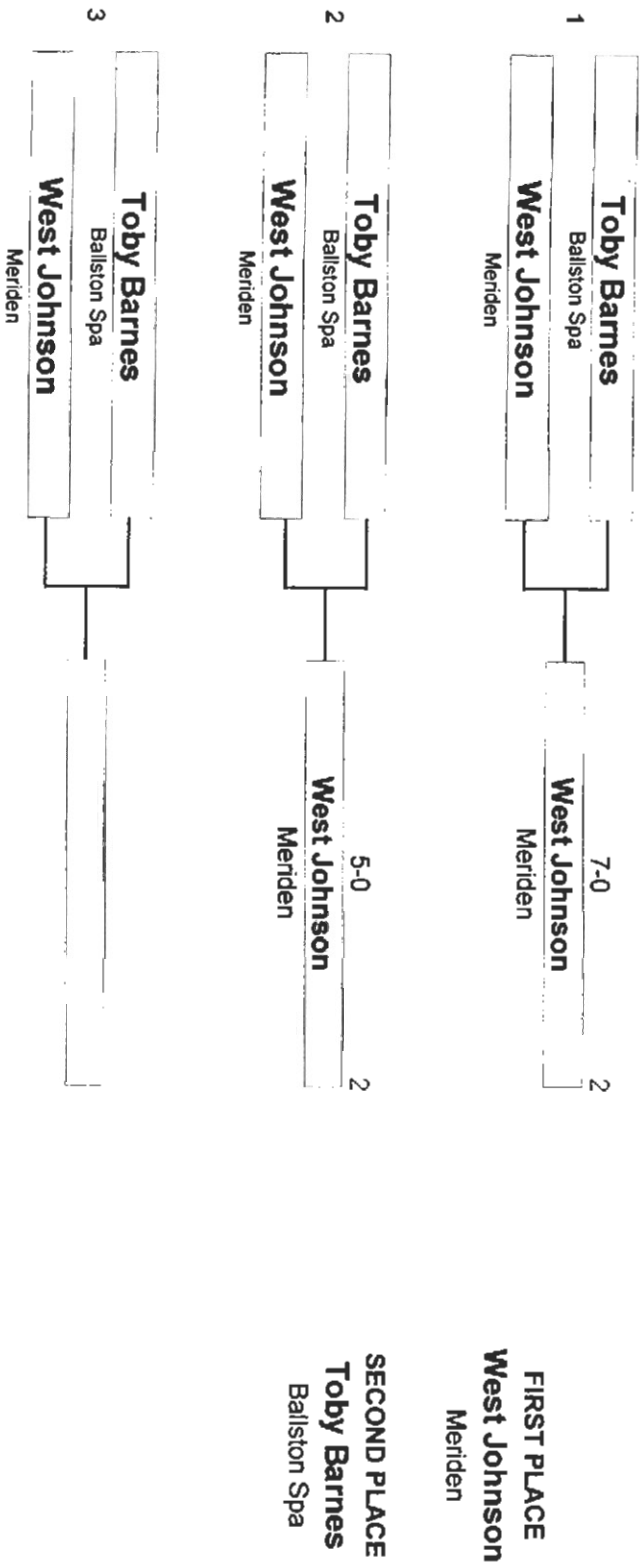 1
Toby Barnes
Ballston Spa
West Johnson
Meriden
7-0
2
West Johnson
Meriden
2
Toby Barnes
Ballston Spa
West Johnson
Meriden
5-0
2
West Johnson
Meriden
3
Toby Barnes
Ballston Spa
West Johnson
Meriden
FIRST PLACE
West Johnson
Meriden
SECOND PLACE
Toby Barnes
Ballston Spa